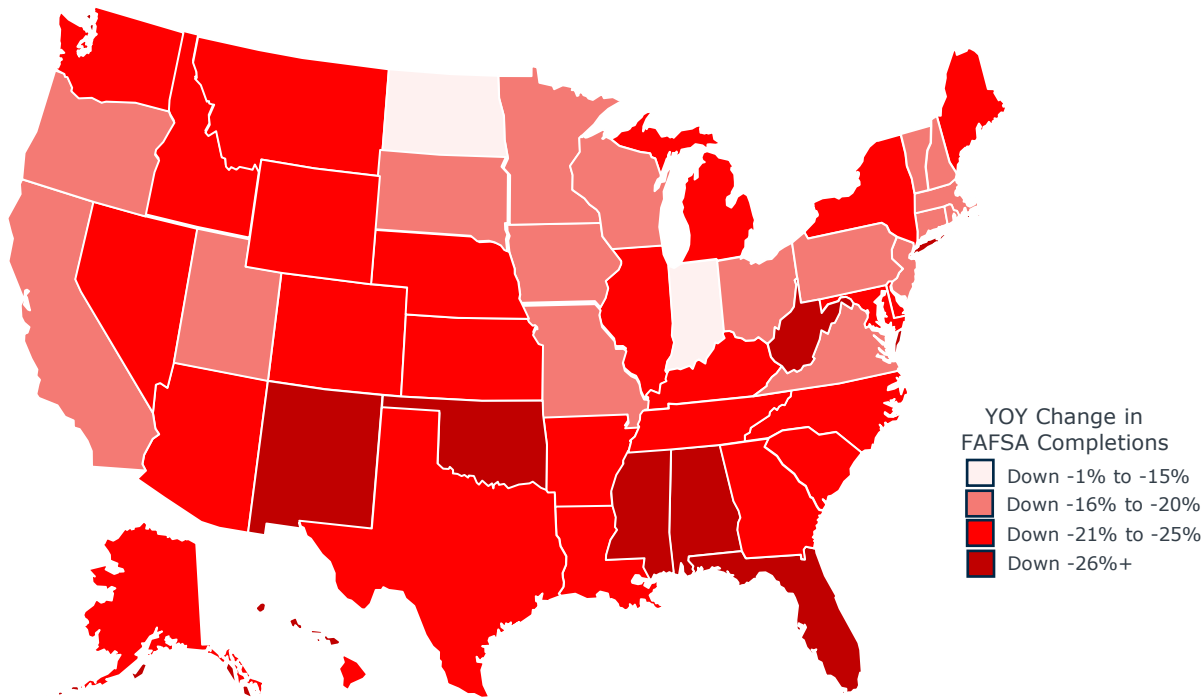 YOY Change in
FAFSA Completions
Down -1% to -15%
Down -16% to -20%
Down -21% to -25%
Down -26%+